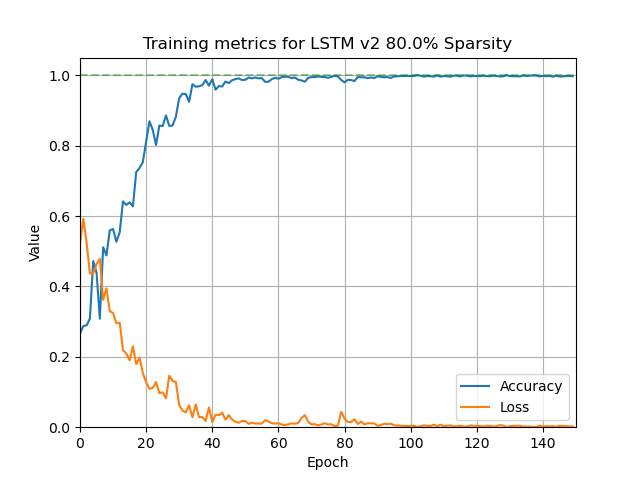 Training metrics for LSTM v2 80.0% Sparsity
1.0
0.8
0.6
0.4
0.2
0.0
Value
0 20 40 60 80 100 120 140
Epoch
Accuracy
Loss